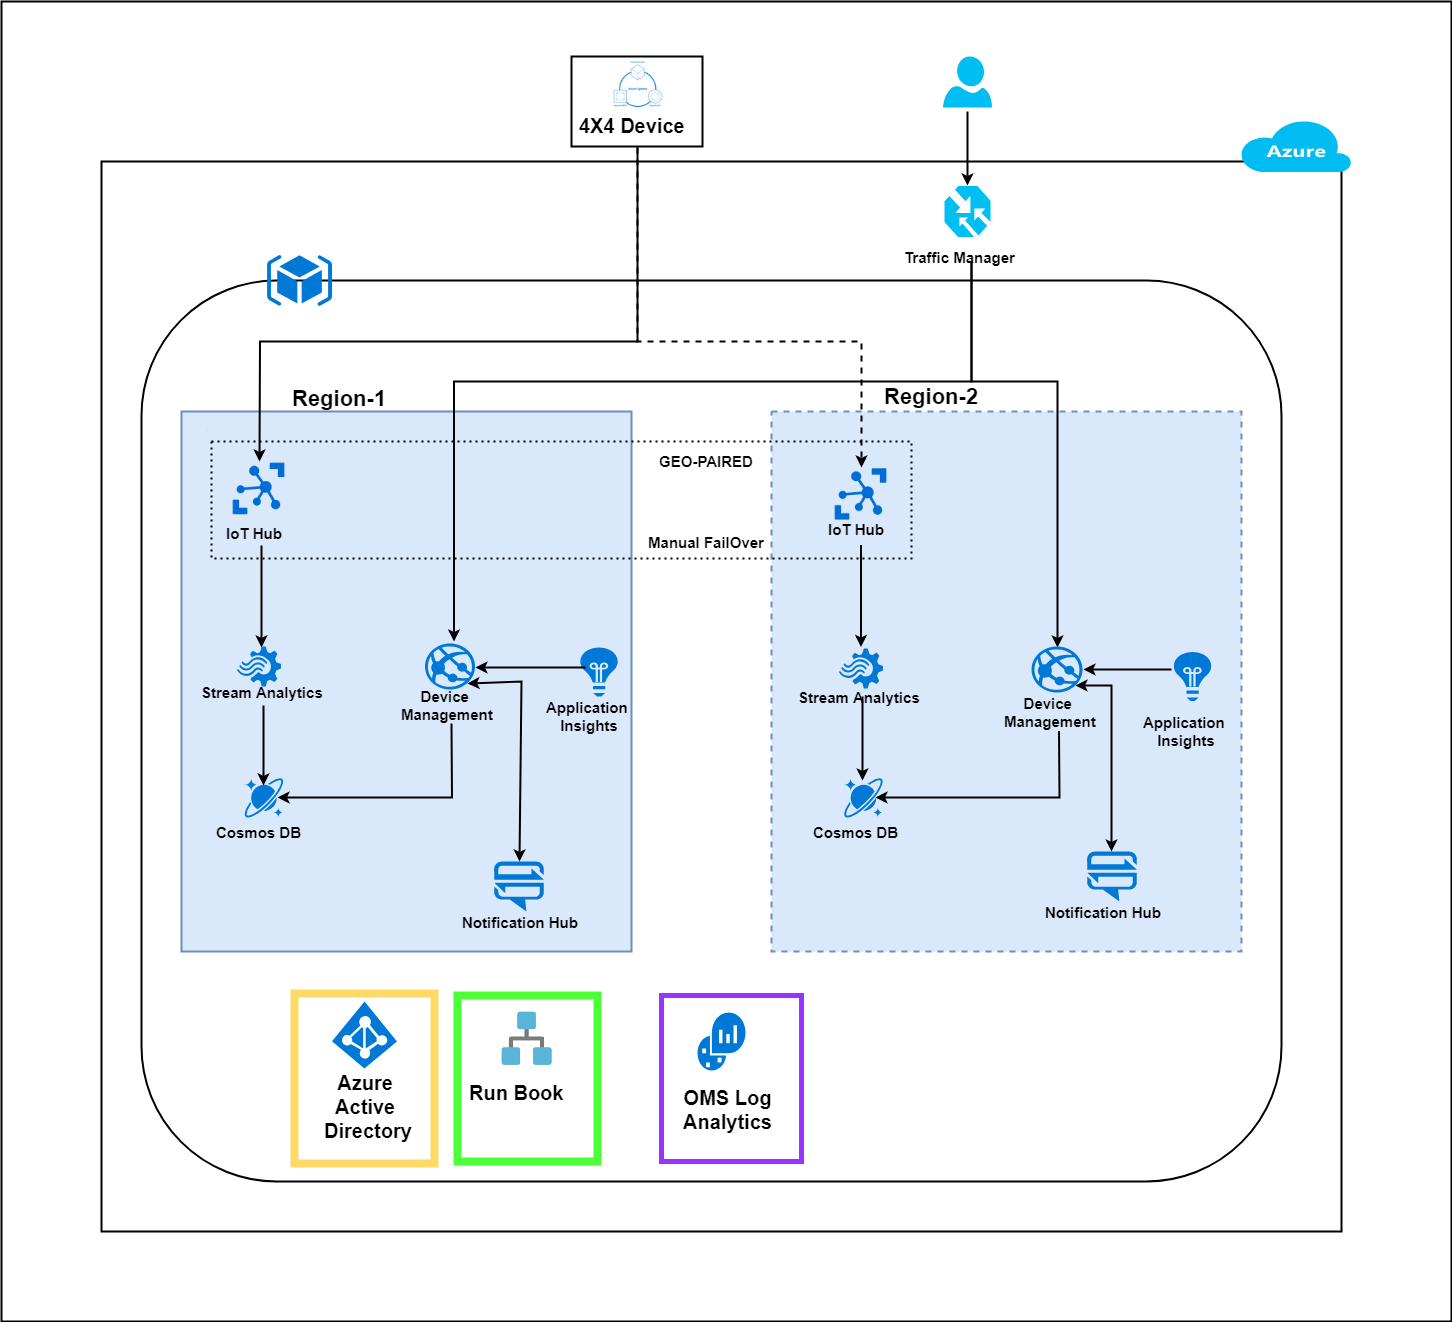 4X4 Device
Azure
Traffic Manager
Region-1
Region-2
GEO-PAIRED
IoT Hub
IoT Hub
Manual FailOver
Stream Analytics
Device
Management
Application
Insights
Stream Analytics
Device
Management
Application
Insights
Cosmos DB
Cosmos DB
Notification Hub
Notification Hub
Azure
Active
Directory
Run Book
OMS Log
Analytics